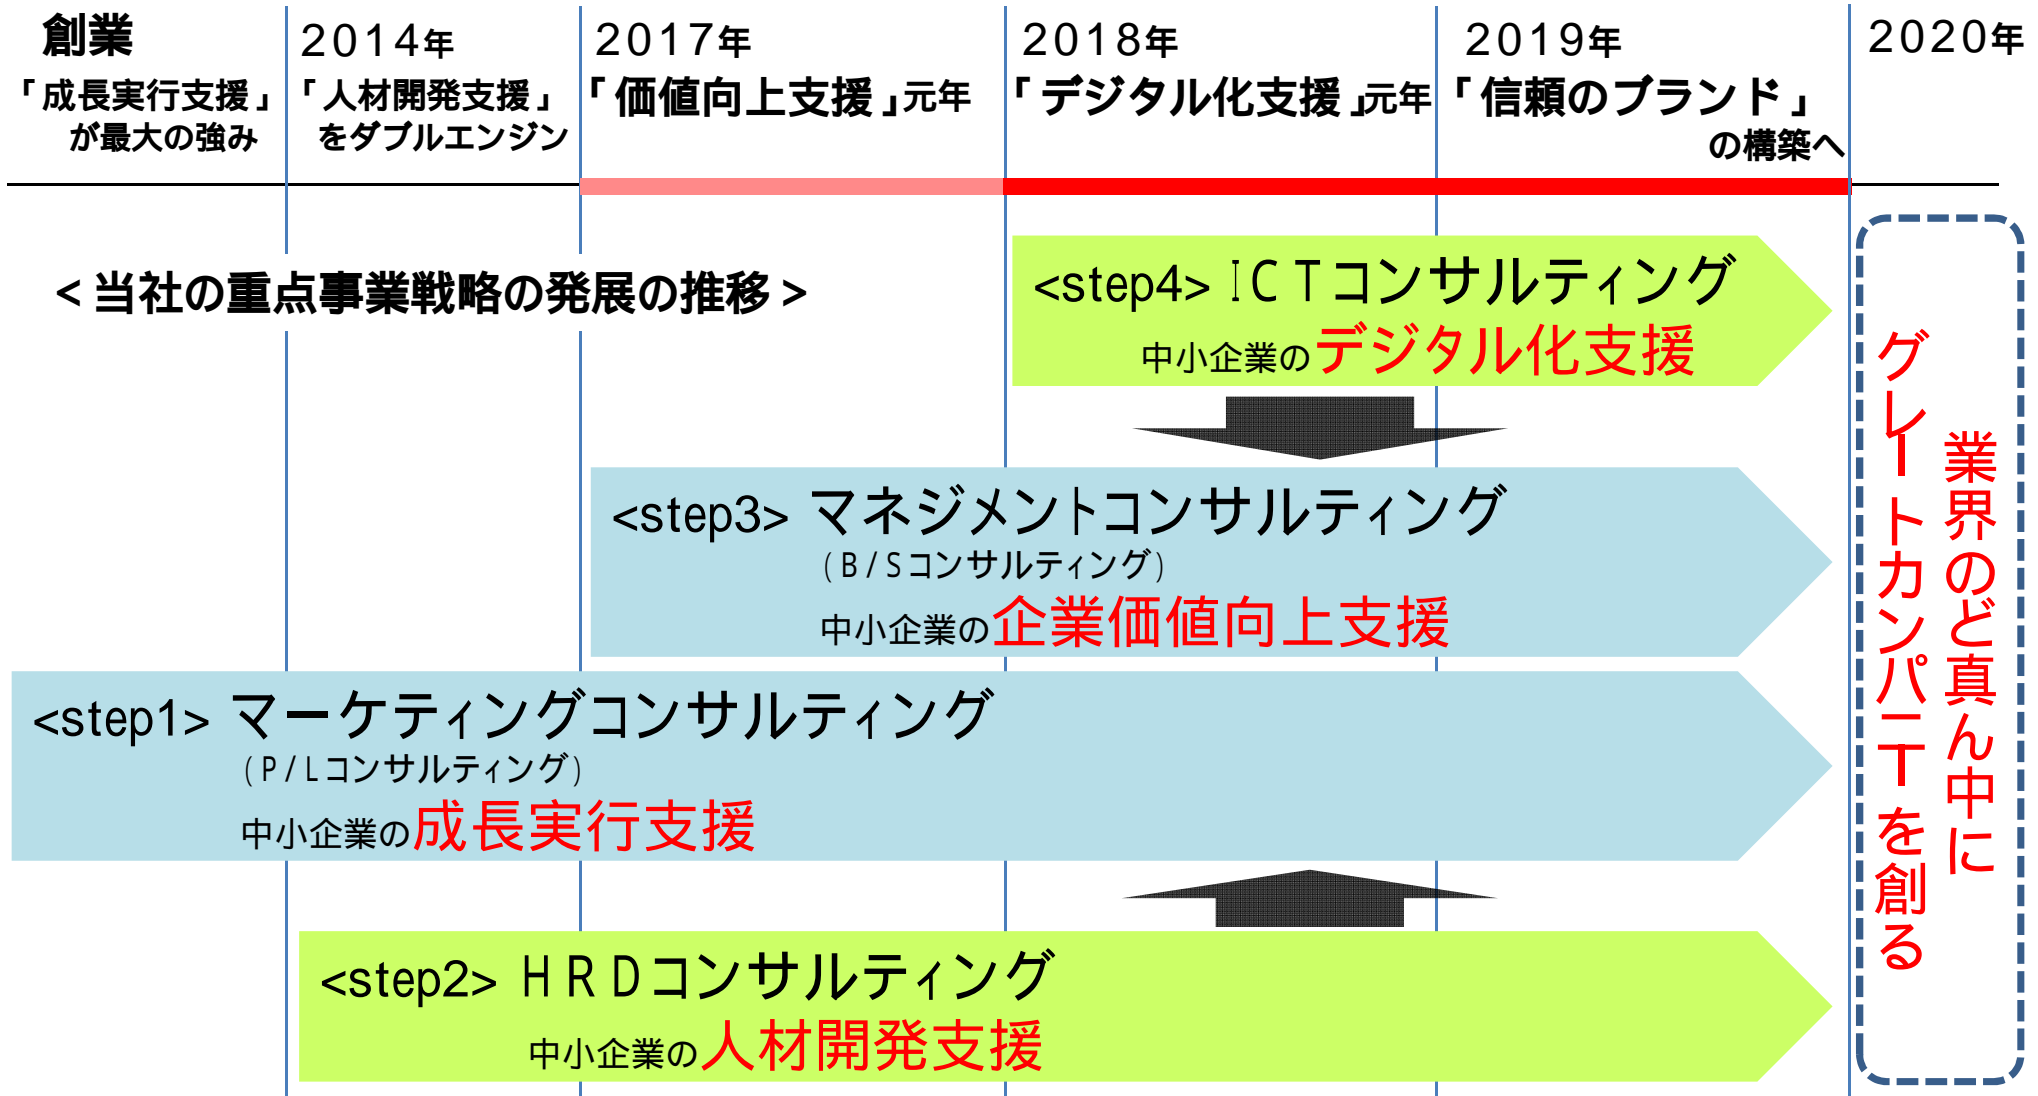 創業
「成長実行支援」
が最大の強み
2014年
「人材開発支援」
をダブルエンジン
2017年
「価値向上支援」元年
2018年
「デジタル化支援」元年
2019年
「信頼のブランド」
の構築へ
2020年
<当社の重点事業戦略の発展の推移>
<step4> ICTコンサルティング
中小企業のデジタル化支援
<step3> マネジメントコンサルティング
(B/Sコンサルティング)
中小企業の企業価値向上支援
<step1> マーケティングコンサルティング
(P/Lコンサルティング)
中小企業の成長実行支援
<step2> HRDコンサルティング
中小企業の人材開発支援
業界のど真ん中に
グレートカンパニーを創る